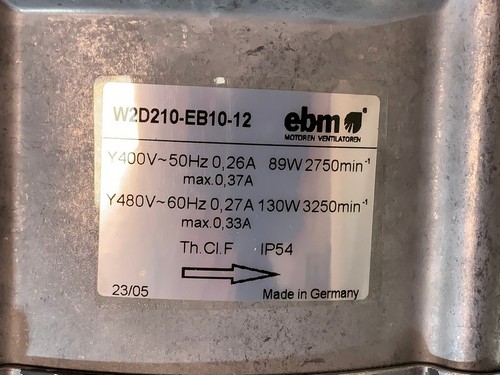 W2D210-EB10-12
ebm
MOTOREN VENTILATOREN
Y400V~50Hz 0,26A 89W 2750min⁻¹
max.0,37A
Y480V~60Hz 0,27A 130W 3250min⁻¹
max.0,33A
Th.Cl.F IP54
23/05
Made in Germany